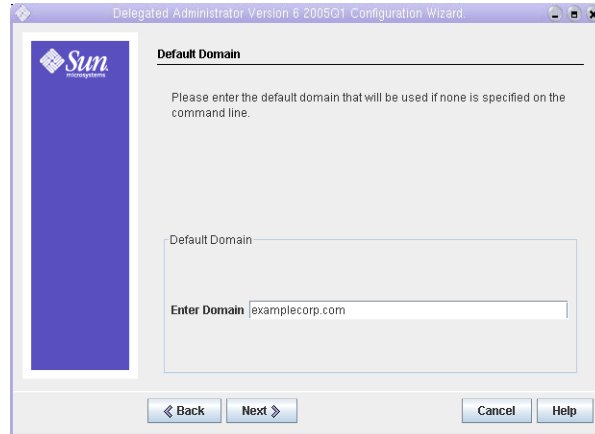 Delegated Administrator Version 6 2005Q1 Configuration Wizard.
Sun
microsystems
Default Domain
Please enter the default domain that will be used if none is specified on the
command line.
Default Domain
Enter Domain examplecorp.com
Back Next Cancel Help